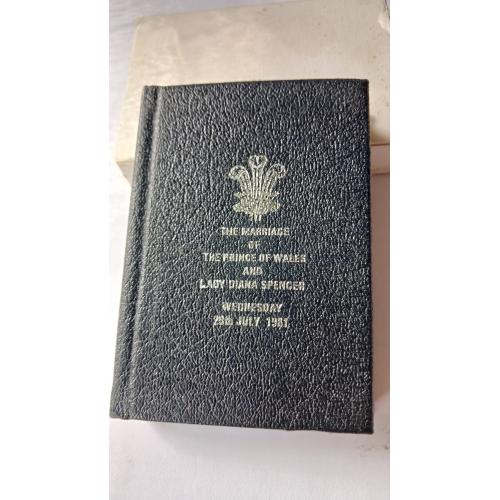 THE MARRIAGE
OF
THE PRINCE OF WALES
AND
LADY DIANA SPENCER
WEDNESDAY
29th JULY 1981